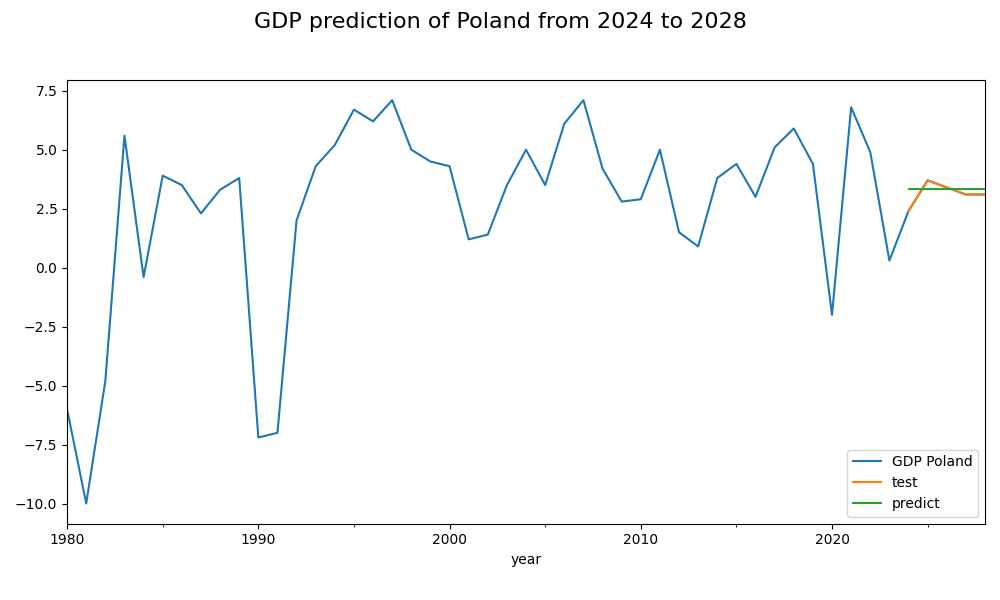 GDP prediction of Poland from 2024 to 2028
7.5
5.0
2.5
0.0
−2.5
−5.0
−7.5
−10.0
1980 1990 2000 2010 2020
year
GDP Poland
test
predict